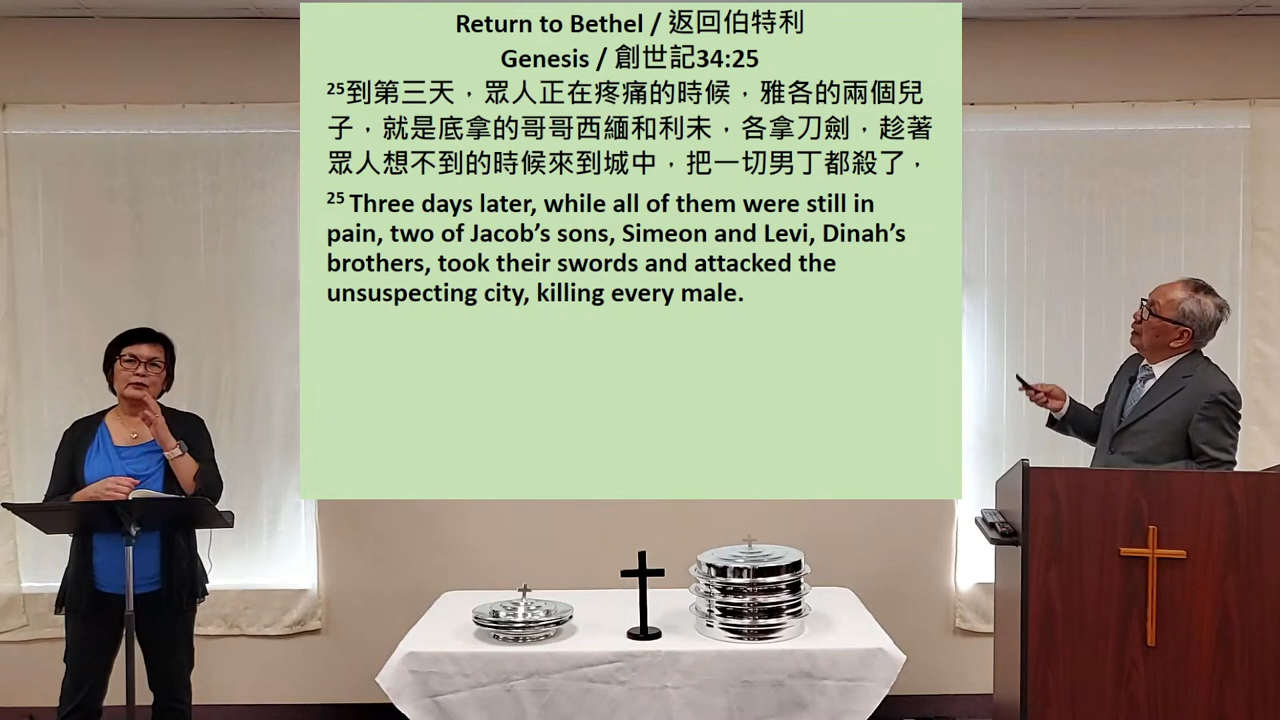 Return to Bethel / 返回伯特利
Genesis / 創世記34:25
25到第三天，眾人正在疼痛的時候，雅各的兩個兒
子，就是底拿的哥哥西緬和利未，各拿刀劍，趁著
眾人想不到的時候來到城中，把一切男丁都殺了，
25 Three days later, while all of them were still in
pain, two of Jacob’s sons, Simeon and Levi, Dinah’s
brothers, took their swords and attacked the
unsuspecting city, killing every male.